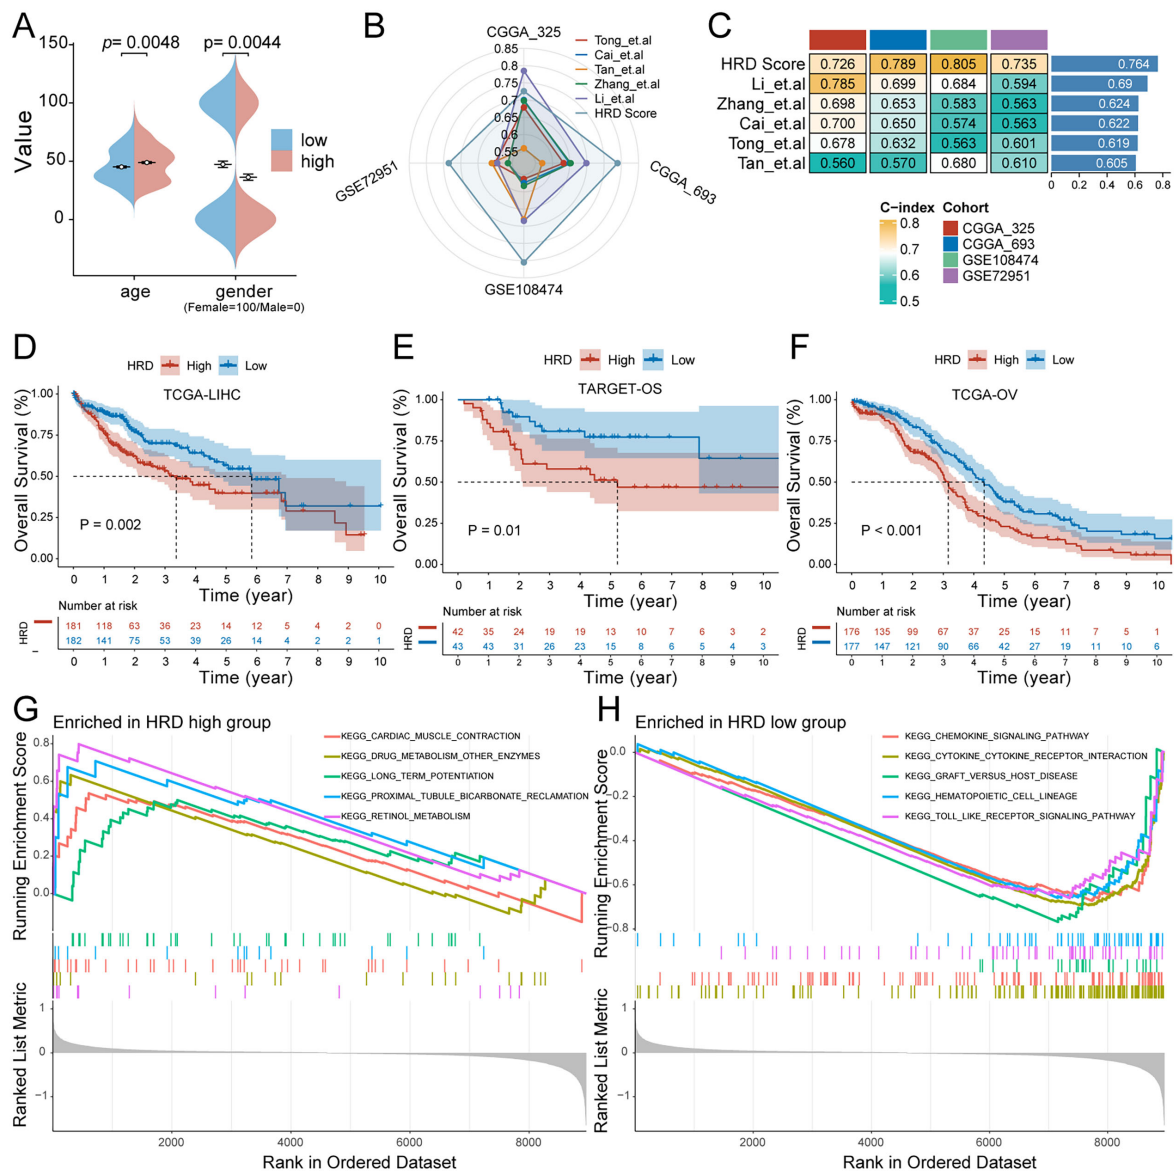 A
p= 0.0048
p= 0.0044
150
100
50
0
Value
low
high
age
gender
(Female=100/Male=0)
B
CGGA_325
0.85
0.8
0.75
0.7
0.65
0.6
0.55
Tong_et.al
Cai_et.al
Tan_et.al
Zhang_et.al
Li_et.al
HRD Score
GSE72951
CGGA_693
GSE108474
C
HRD Score 0.726 0.789 0.805 0.735 0.764
Li_et.al 0.785 0.699 0.684 0.594 0.69
Zhang_et.al 0.698 0.653 0.583 0.563 0.624
Cai_et.al 0.700 0.650 0.574 0.563 0.622
Tong_et.al 0.678 0.632 0.563 0.601 0.619
Tan_et.al 0.560 0.570 0.680 0.610 0.605
0 0.2 0.4 0.6 0.8
C-index
0.8
0.7
0.6
0.5
Cohort
CGGA_325
CGGA_693
GSE108474
GSE72951
D
HRD High Low
TCGA-LIHC
Overall Survival (%)
1.00
0.75
0.50
0.25
0.00
P = 0.002
0 1 2 3 4 5 6 7 8 9 10
Time (year)
Number at risk
HRD
181 118 63 36 23 14 12 5 4 2 0
182 141 75 53 39 26 14 4 2 2 1
0 1 2 3 4 5 6 7 8 9 10
Time (year)
E
HRD High Low
TARGET-OS
Overall Survival (%)
1.00
0.75
0.50
0.25
0.00
P = 0.01
0 1 2 3 4 5 6 7 8 9 10
Time (year)
Number at risk
HRD
42 35 24 19 19 13 10 7 6 3 2
43 43 31 26 23 15 8 6 5 4 3
0 1 2 3 4 5 6 7 8 9 10
Time (year)
F
HRD High Low
TCGA-OV
Overall Survival (%)
1.00
0.75
0.50
0.25
0.00
P < 0.001
0 1 2 3 4 5 6 7 8 9 10
Time (year)
Number at risk
HRD
176 135 99 67 37 25 15 11 7 5 1
177 147 121 90 66 42 27 19 11 10 6
0 1 2 3 4 5 6 7 8 9 10
Time (year)
G
Enriched in HRD high group
Running Enrichment Score
0.8
0.6
0.4
0.2
0.0
KEGG_CARDIAC_MUSCLE_CONTRACTION
KEGG_DRUG_METABOLISM_OTHER_ENZYMES
KEGG_LONG_TERM_POTENTIATION
KEGG_PROXIMAL_TUBULE_BICARBONATE_RECLAMATION
KEGG_RETINOL_METABOLISM
Ranked List Metric
1
0
−1
2000 4000 6000 8000
Rank in Ordered Dataset
H
Enriched in HRD low group
Running Enrichment Score
0.0
−0.2
−0.4
−0.6
−0.8
KEGG_CHEMOKINE_SIGNALING_PATHWAY
KEGG_CYTOKINE_CYTOKINE_RECEPTOR_INTERACTION
KEGG_GRAFT_VERSUS_HOST_DISEASE
KEGG_HEMATOPOIETIC_CELL_LINEAGE
KEGG_TOLL_LIKE_RECEPTOR_SIGNALING_PATHWAY
Ranked List Metric
1
0
−1
2000 4000 6000 8000
Rank in Ordered Dataset